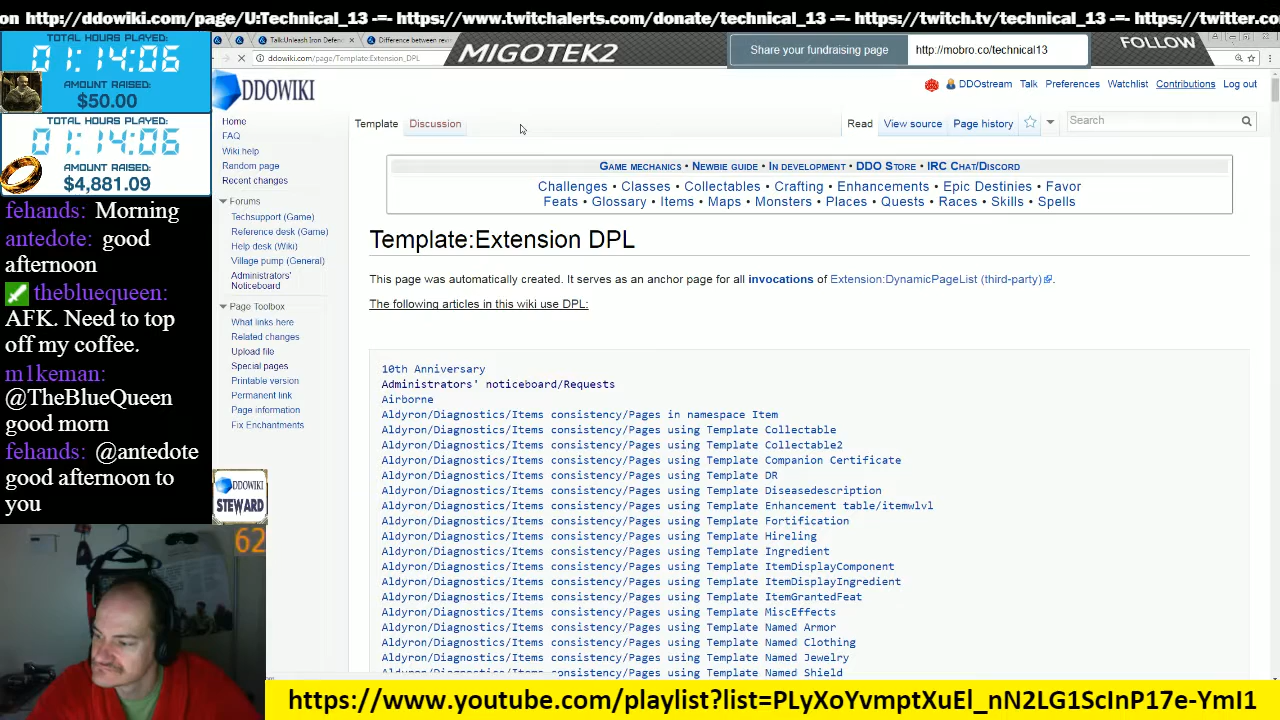 on http://ddowiki.com/page/U:Technical_13 -=- https://www.twitchalerts.com/donate/technical_13 -=- https://twitch.tv/technical_13 -=- https://twitter.co
TOTAL HOURS PLAYED:
01:14:06
AMOUNT RAISED:
$50.00
TOTAL HOURS PLAYED:
01:14:06
AMOUNT RAISED:
$4,881.09
fehands: Morning
antedote: good
afternoon
thebluequeen:
AFK. Need to top
off my coffee.
m1keman:
@TheBlueQueen
good morn
fehands: @antedote
good afternoon to
you
62
Talk:Unleash Iron Defen
Difference between rev
ddowiki.com/page/Template:Extension_DPL
MIGOTEK2
Share your fundraising page
http://mobro.co/technical13
FOLLOW
DDOWIKI
DDOstream Talk Preferences Watchlist Contributions Log out
Template Discussion
Read View source Page history
Search
Home
FAQ
Wiki help
Random page
Recent changes
Forums
Techsupport (Game)
Reference desk (Game)
Help desk (Wiki)
Village pump (General)
Administrators'
Noticeboard
Page Toolbox
What links here
Related changes
Upload file
Special pages
Printable version
Permanent link
Page information
Fix Enchantments
DDOWIKI
STEWARD
Game mechanics • Newbie guide • In development • DDO Store • IRC Chat/Discord
Challenges • Classes • Collectables • Crafting • Enhancements • Epic Destinies • Favor
Feats • Glossary • Items • Maps • Monsters • Places • Quests • Races • Skills • Spells
Template:Extension DPL
This page was automatically created. It serves as an anchor page for all invocations of Extension:DynamicPageList (third-party).
The following articles in this wiki use DPL:
10th Anniversary
Administrators' noticeboard/Requests
Airborne
Aldyron/Diagnostics/Items consistency/Pages in namespace Item
Aldyron/Diagnostics/Items consistency/Pages using Template Collectable
Aldyron/Diagnostics/Items consistency/Pages using Template Collectable2
Aldyron/Diagnostics/Items consistency/Pages using Template Companion Certificate
Aldyron/Diagnostics/Items consistency/Pages using Template DR
Aldyron/Diagnostics/Items consistency/Pages using Template Diseasedescription
Aldyron/Diagnostics/Items consistency/Pages using Template Enhancement table/itemwlvl
Aldyron/Diagnostics/Items consistency/Pages using Template Fortification
Aldyron/Diagnostics/Items consistency/Pages using Template Hireling
Aldyron/Diagnostics/Items consistency/Pages using Template Ingredient
Aldyron/Diagnostics/Items consistency/Pages using Template ItemDisplayComponent
Aldyron/Diagnostics/Items consistency/Pages using Template ItemDisplayIngredient
Aldyron/Diagnostics/Items consistency/Pages using Template ItemGrantedFeat
Aldyron/Diagnostics/Items consistency/Pages using Template MiscEffects
Aldyron/Diagnostics/Items consistency/Pages using Template Named Armor
Aldyron/Diagnostics/Items consistency/Pages using Template Named Clothing
Aldyron/Diagnostics/Items consistency/Pages using Template Named Jewelry
Aldyron/Diagnostics/Items consistency/Pages using Template Named Shield
https://www.youtube.com/playlist?list=PLyXoYvmptXuEl_nN2LG1ScInP17e-YmI1